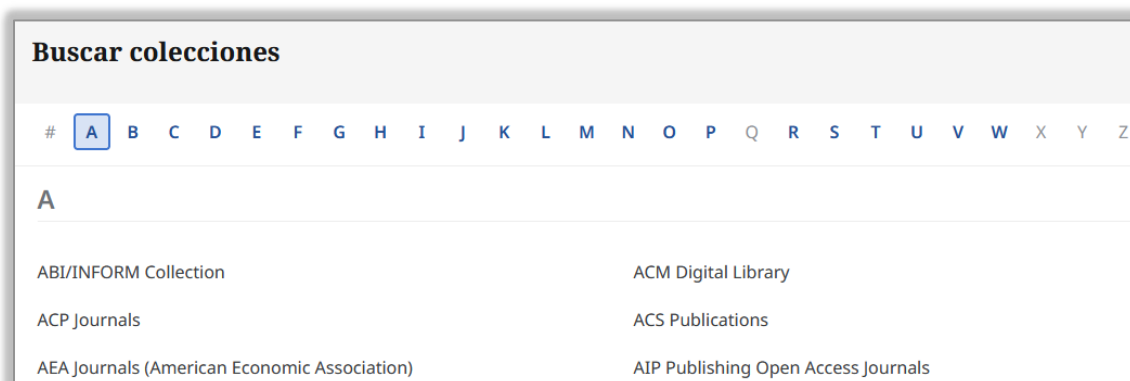 Buscar colecciones
# A B C D E F G H I J K L M N O P Q R S T U V W X Y Z
A
ABI/INFORM Collection ACM Digital Library
ACP Journals ACS Publications
AEA Journals (American Economic Association) AIP Publishing Open Access Journals